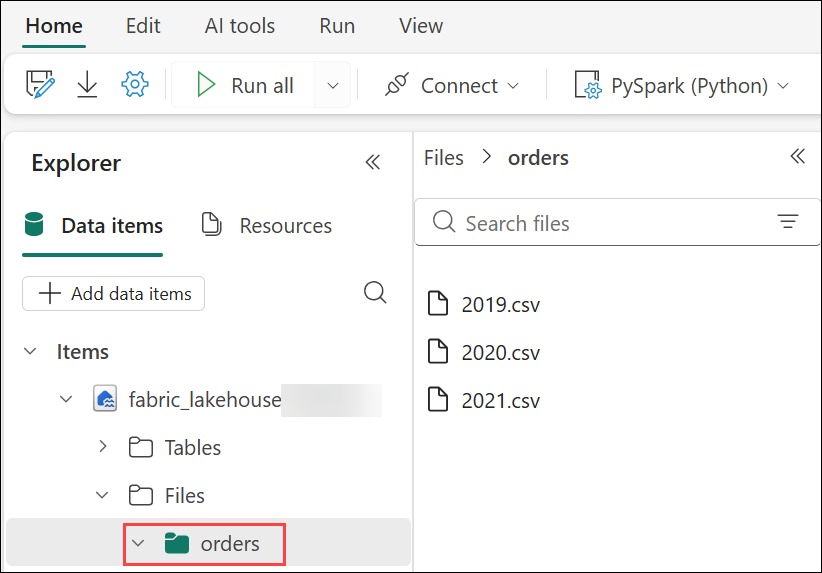 Home Edit AI tools Run View
Run all Connect PySpark (Python)
Explorer
Data items Resources
Add data items
Items
fabric_lakehouse
Tables
Files
orders
Files > orders
Search files
2019.csv
2020.csv
2021.csv